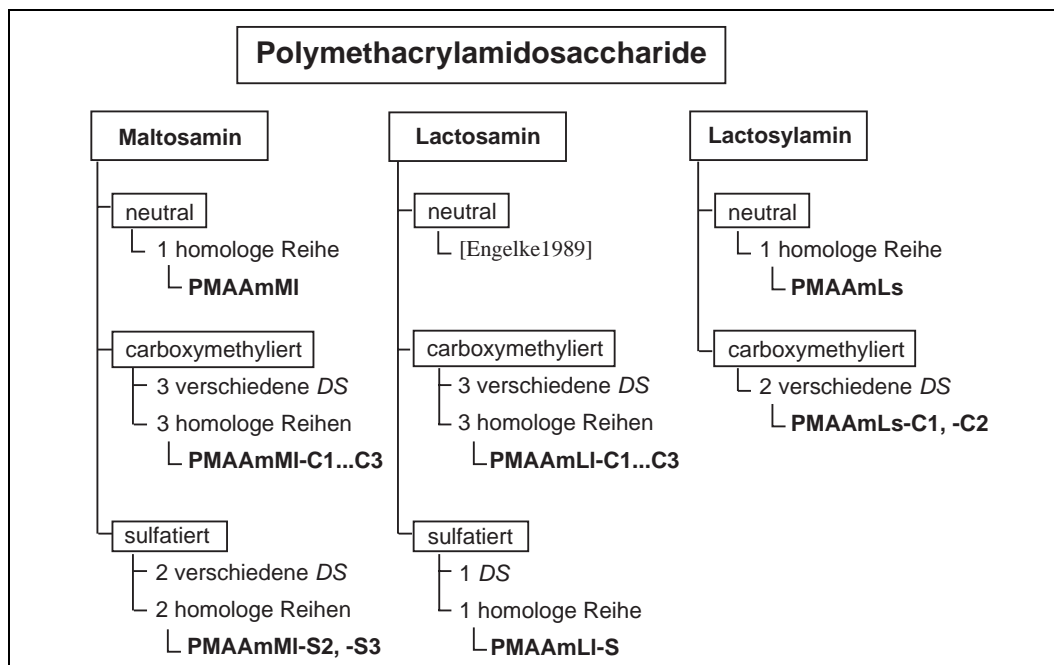 Polymethacrylamidosaccharide
Maltosamin
neutral
1 homologe Reihe
PMAAmMl
carboxymethyliert
3 verschiedene DS
3 homologe Reihen
PMAAmMl-C1...C3
sulfatiert
2 verschiedene DS
2 homologe Reihen
PMAAmMl-S2, -S3
Lactosamin
neutral
[Engelke1989]
carboxymethyliert
3 verschiedene DS
3 homologe Reihen
PMAAmLl-C1...C3
sulfatiert
1 DS
1 homologe Reihe
PMAAmLl-S
Lactosylamin
neutral
1 homologe Reihe
PMAAmLs
carboxymethyliert
2 verschiedene DS
PMAAmLs-C1, -C2